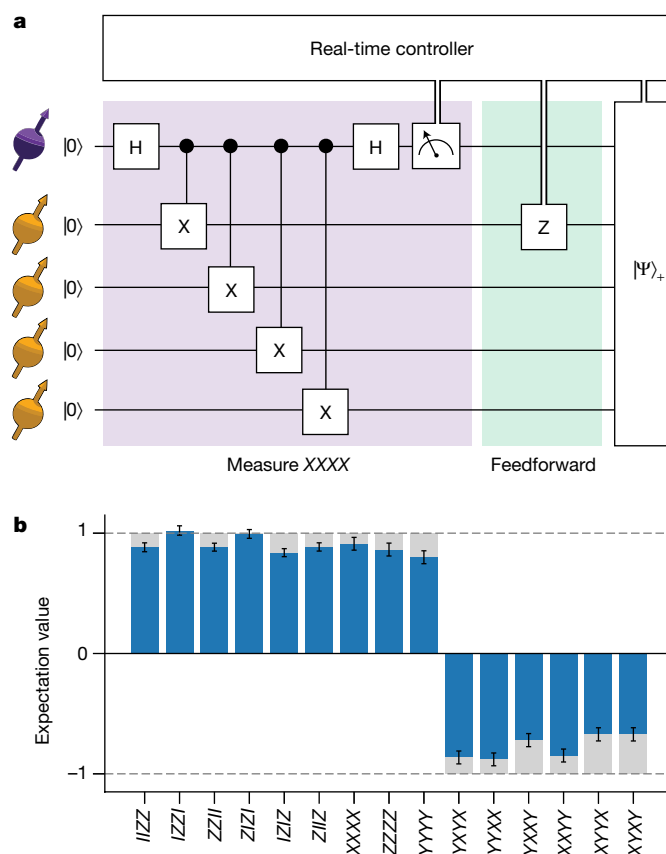 a
Real-time controller
|0⟩ H H
|0⟩ X Z
|Ψ⟩+
|0⟩ X
|0⟩ X
|0⟩ X
Measure XXXX Feedforward
b
Expectation value
1
0
−1
IIZZ
IZZI
ZZII
ZIZI
IZIZ
ZIIZ
XXXX
ZZZZ
YYYY
YXYX
YYXX
YXXY
XXYY
XYYX
XYXY